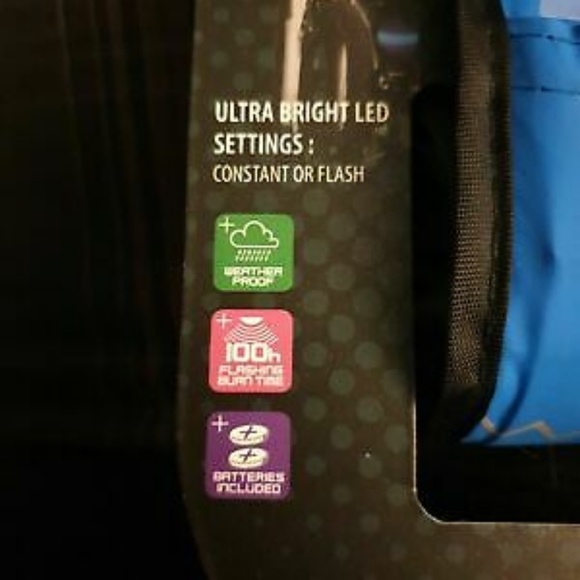 ULTRA BRIGHT LED
SETTINGS :
CONSTANT OR FLASH
WEATHER
PROOF
100h
FLASHING
BURN TIME
BATTERIES
INCLUDED